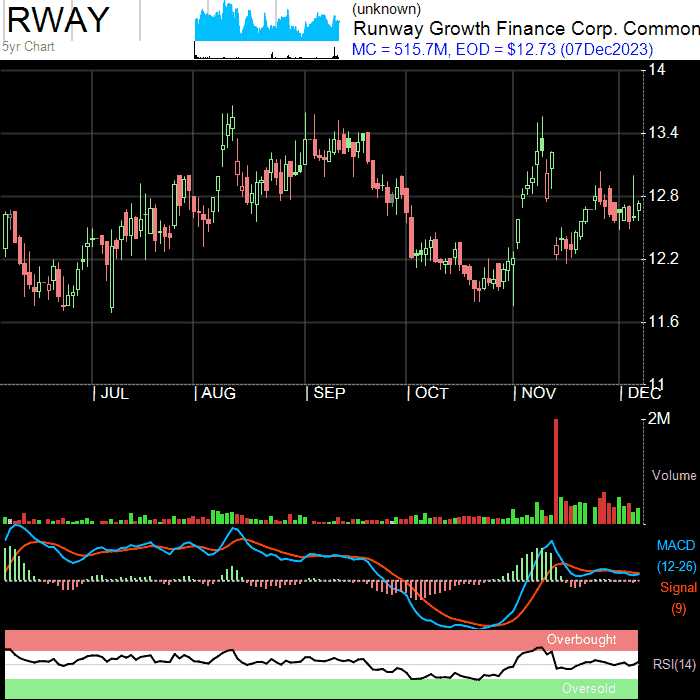 RWAY
5yr Chart
(unknown)
Runway Growth Finance Corp. Common
MC = 515.7M, EOD = $12.73 (07Dec2023)
14
13.4
12.8
12.2
11.6
11
JUL AUG SEP OCT NOV DEC
2M
Volume
MACD
(12-26)
Signal
(9)
Overbought
RSI(14)
Oversold